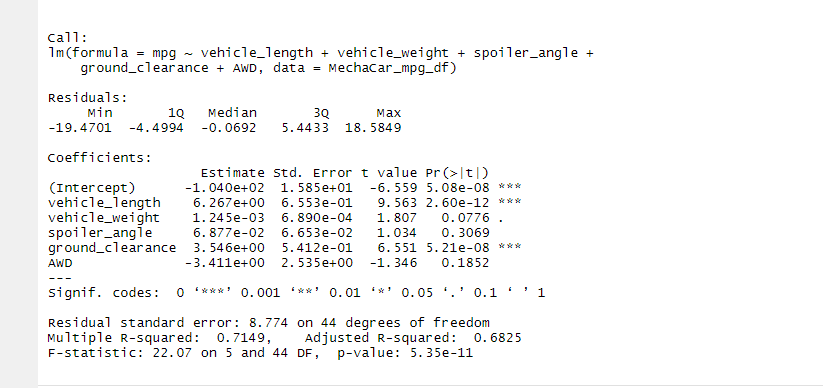 Call:
lm(formula = mpg ~ vehicle_length + vehicle_weight + spoiler_angle +
    ground_clearance + AWD, data = MechaCar_mpg_df)

Residuals:
     Min       1Q   Median       3Q      Max
-19.4701  -4.4994  -0.0692   5.4433  18.5849

Coefficients:
                   Estimate Std. Error t value Pr(>|t|)
(Intercept)      -1.040e+02  1.585e+01  -6.559 5.08e-08 ***
vehicle_length    6.267e+00  6.553e-01   9.563 2.60e-12 ***
vehicle_weight    1.245e-03  6.890e-04   1.807   0.0776 .
spoiler_angle     6.877e-02  6.653e-02   1.034   0.3069
ground_clearance  3.546e+00  5.412e-01   6.551 5.21e-08 ***
AWD              -3.411e+00  2.535e+00  -1.346   0.1852
---
Signif. codes:  0 ‘***’ 0.001 ‘**’ 0.01 ‘*’ 0.05 ‘.’ 0.1 ‘ ’ 1

Residual standard error: 8.774 on 44 degrees of freedom
Multiple R-squared:  0.7149,    Adjusted R-squared:  0.6825
F-statistic: 22.07 on 5 and 44 DF,  p-value: 5.35e-11